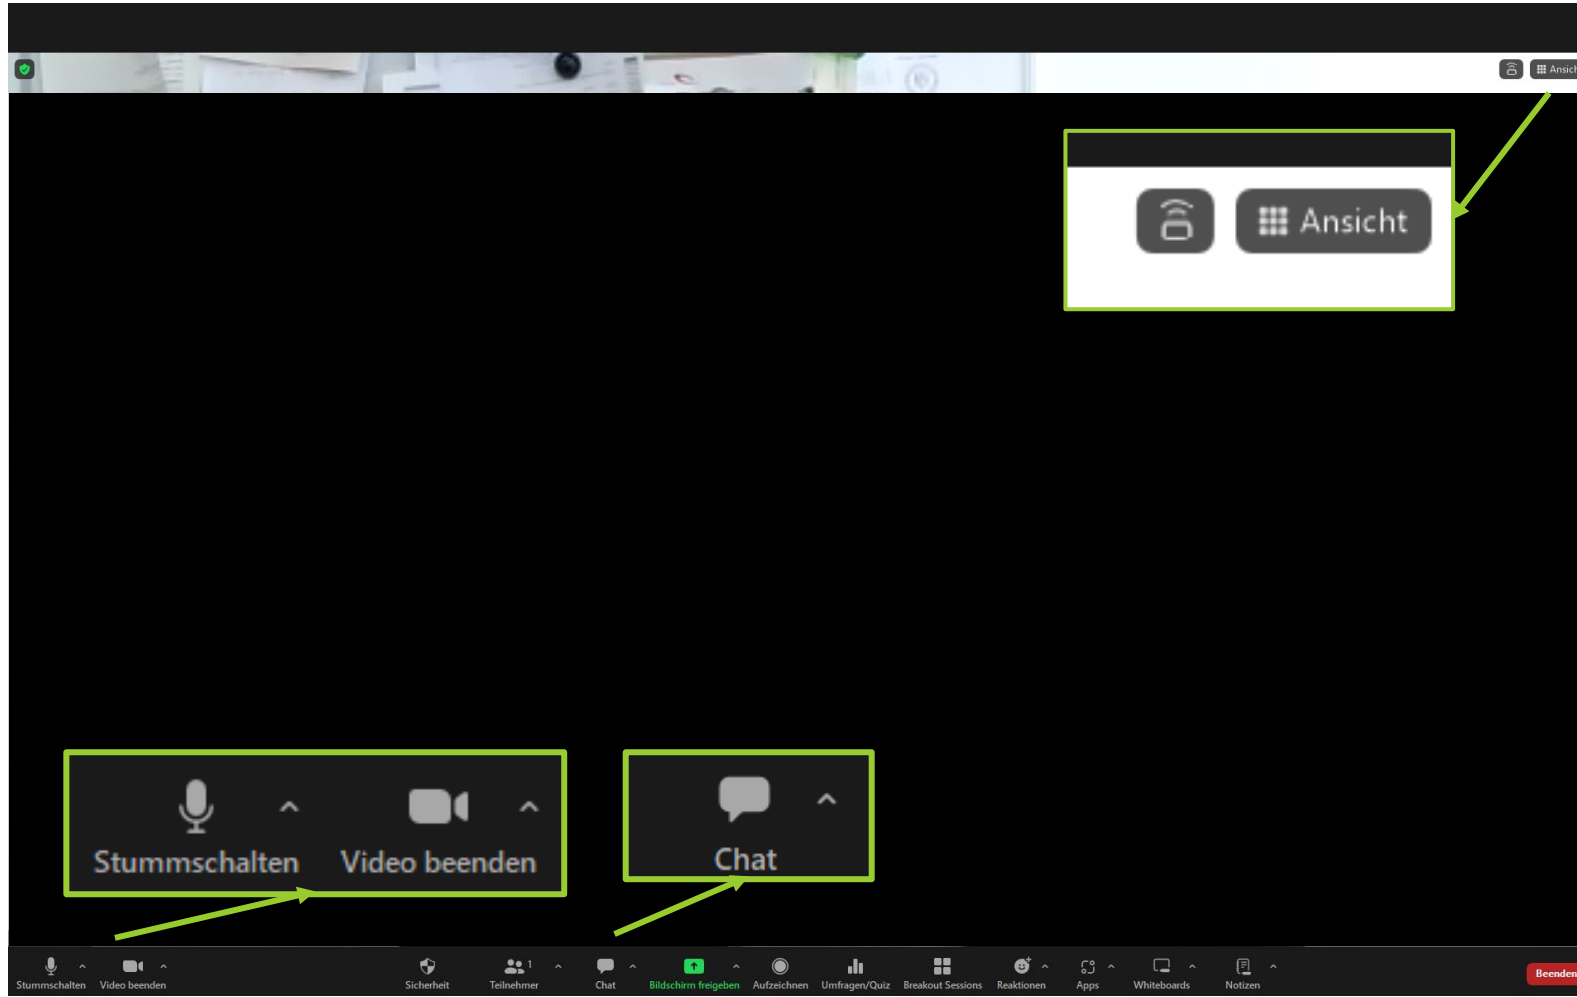 Ansich
Ansicht
Stummschalten Video beenden
Chat
Stummschalten Video beenden Sicherheit Teilnehmer 1 Chat Bildschirm freigeben Aufzeichnen Umfragen/Quiz Breakout Sessions Reaktionen Apps Whiteboards Notizen Beenden